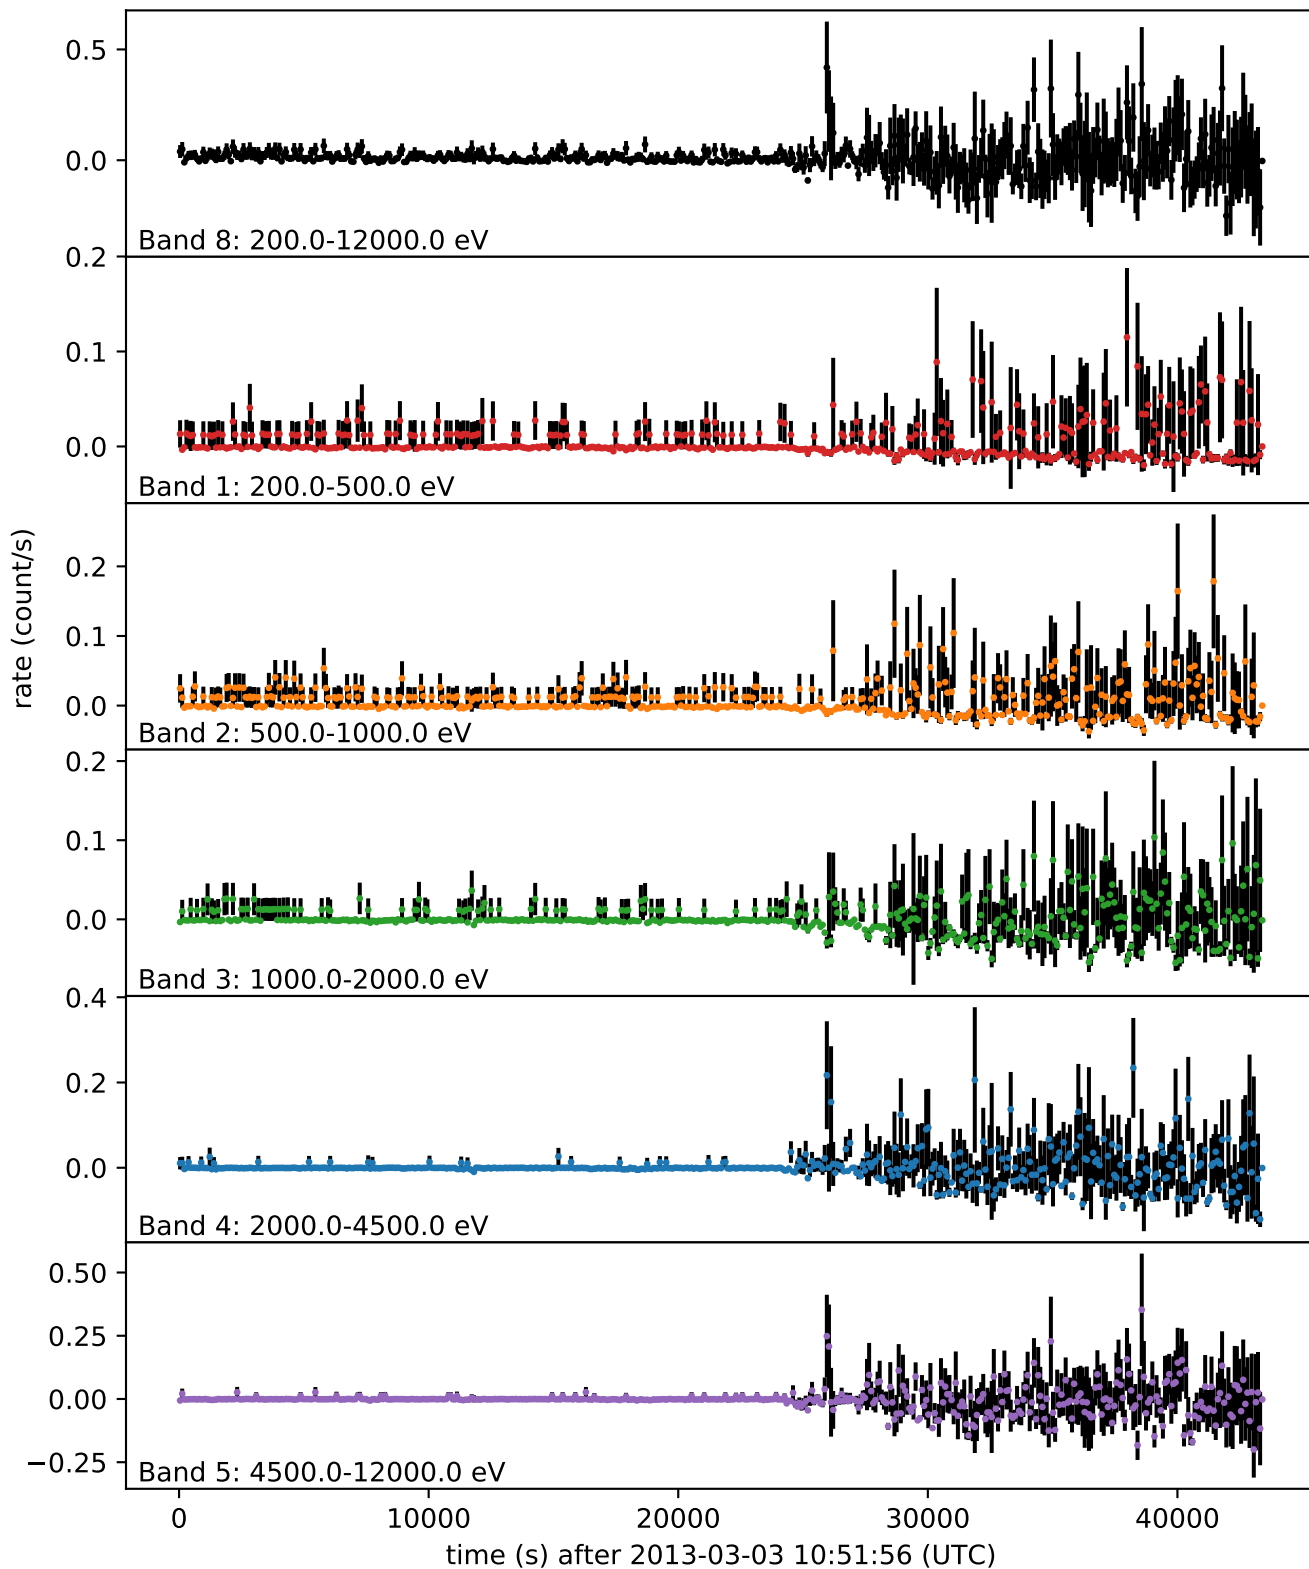 0.5
0.0
Band 8: 200.0-12000.0 eV
0.2
0.1
0.0
Band 1: 200.0-500.0 eV
rate (count/s)
0.2
0.1
0.0
Band 2: 500.0-1000.0 eV
0.2
0.1
0.0
Band 3: 1000.0-2000.0 eV
0.4
0.2
0.0
Band 4: 2000.0-4500.0 eV
0.50
0.25
0.00
−0.25
Band 5: 4500.0-12000.0 eV
0 10000 20000 30000 40000
time (s) after 2013-03-03 10:51:56 (UTC)